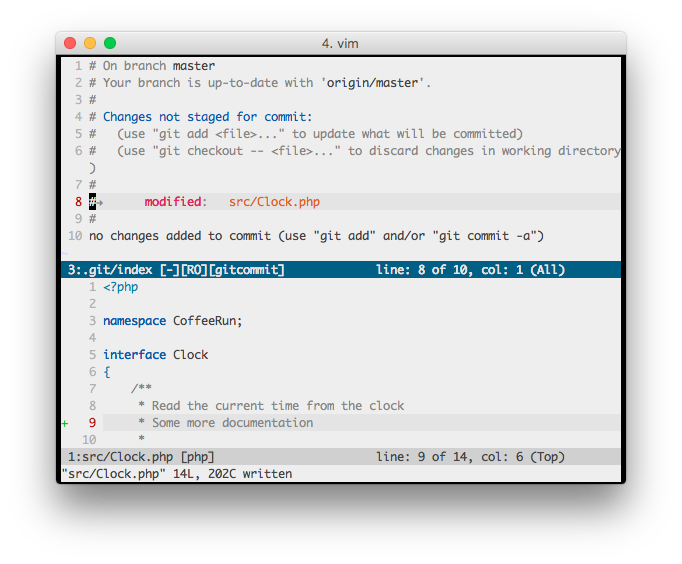 4. vim
1 # On branch master
2 # Your branch is up-to-date with 'origin/master'.
3 #
4 # Changes not staged for commit:
5 #   (use "git add <file>..." to update what will be committed)
6 #   (use "git checkout -- <file>..." to discard changes in working directory
)
7 #
8 #→      modified:   src/Clock.php
9 #
10 no changes added to commit (use "git add" and/or "git commit -a")
3:.git/index [-][RO][gitcommit]             line: 8 of 10, col: 1 (All)
1 <?php
2
3 namespace CoffeeRun;
4
5 interface Clock
6 {
7     /**
8      * Read the current time from the clock
+ 9      * Some more documentation
10      *
1:src/Clock.php [php]                       line: 9 of 14, col: 6 (Top)
"src/Clock.php" 14L, 202C written